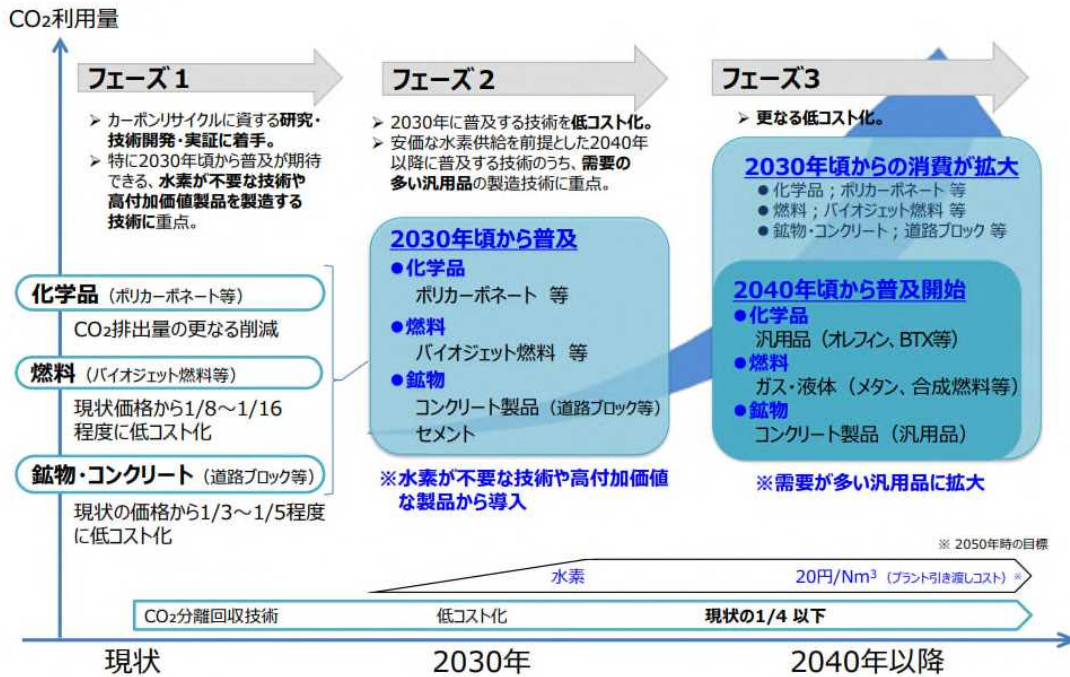 CO₂利用量
フェーズ1
➢ カーボンリサイクルに資する研究・
技術開発・実証に着手。
➢ 特に2030年頃から普及が期待
できる、水素が不要な技術や
高付加価値製品を製造する
技術に重点。
化学品（ポリカーボネート等）
CO₂排出量の更なる削減
燃料（バイオジェット燃料等）
現状価格から1/8～1/16
程度に低コスト化
鉱物・コンクリート（道路ブロック等）
現状の価格から1/3～1/5程度
に低コスト化
フェーズ2
➢ 2030年に普及する技術を低コスト化。
➢ 安価な水素供給を前提とした2040年
以降に普及する技術のうち、需要の
多い汎用品の製造技術に重点。
2030年頃から普及
●化学品
ポリカーボネート 等
●燃料
バイオジェット燃料 等
●鉱物
コンクリート製品（道路ブロック等）
セメント
※水素が不要な技術や高付加価値
な製品から導入
フェーズ3
➢ 更なる低コスト化。
2030年頃からの消費が拡大
● 化学品；ポリカーボネート 等
● 燃料；バイオジェット燃料 等
● 鉱物・コンクリート；道路ブロック 等
2040年頃から普及開始
●化学品
汎用品（オレフィン、BTX等）
●燃料
ガス・液体（メタン、合成燃料等）
●鉱物
コンクリート製品（汎用品）
※需要が多い汎用品に拡大
※ 2050年時の目標
水素 20円/Nm³（プラント引き渡しコスト）※
CO₂分離回収技術 低コスト化 現状の1/4 以下
現状 2030年 2040年以降